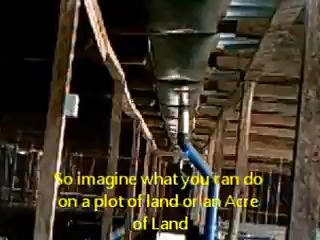 So imagine what you can do
on a plot of land or an Acre
of Land